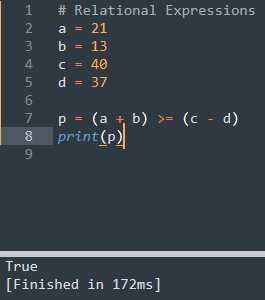 1 # Relational Expressions
2 a = 21
3 b = 13
4 c = 40
5 d = 37
6
7 p = (a + b) >= (c - d)
8 print(p)
9
True
[Finished in 172ms]